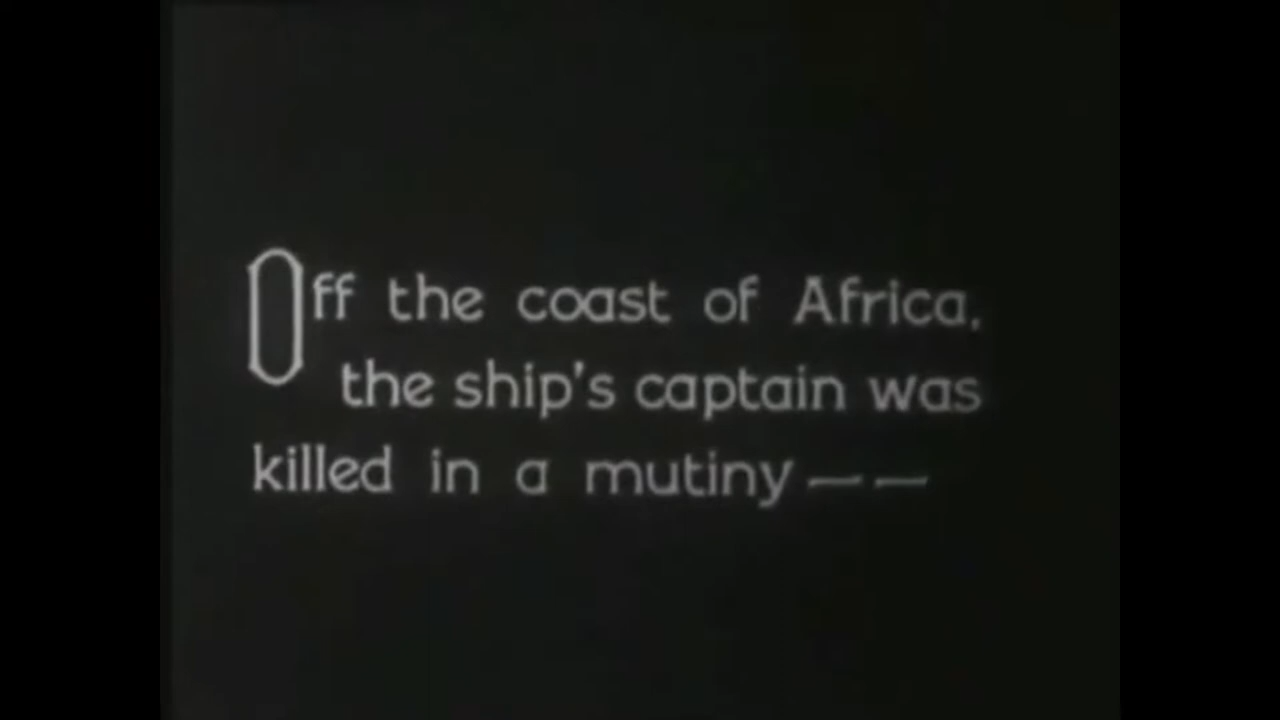 Off the coast of Africa,
the ship's captain was
killed in a mutiny — —